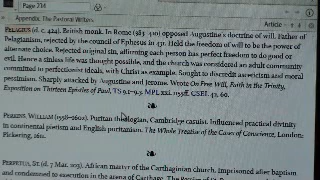 Page 234
Appendix: The Pastoral Writers
Article
PELAGIUS (d. c. 424). British monk. In Rome (383–410) opposed Augustine's doctrine of will. Father of
Pelagianism, rejected by the council of Ephesus in 431. Held the freedom of will to be the power of
alternate choice. Rejected original sin, affirming each person has perfect freedom to do good or
evil. Hence a sinless life was thought possible, and the church was considered an adult community
committed to perfectionist ideals, with Christ as example. Sought to discredit asceticism and moral
pessimism. Sharply attacked by Augustine and Jerome. Wrote On Free Will, Faith in the Trinity,
Exposition on Thirteen Epistles of Paul, TS 9.1–9.3. MPL xxi. 1155ff. CSEL 42, 60.
PERKINS, WILLIAM (1558–1602). Puritan theologian, Cambridge casuist. Influenced practical divinity
in continental pietism and English puritanism. The Whole Treatise of the Cases of Conscience, London:
Pickering, 1611.
PERPETUA, ST. (d. 7 Mar. 203). African martyr of the Carthaginian church. Imprisoned after baptism
and condemned to execution in the arena of Carthage.